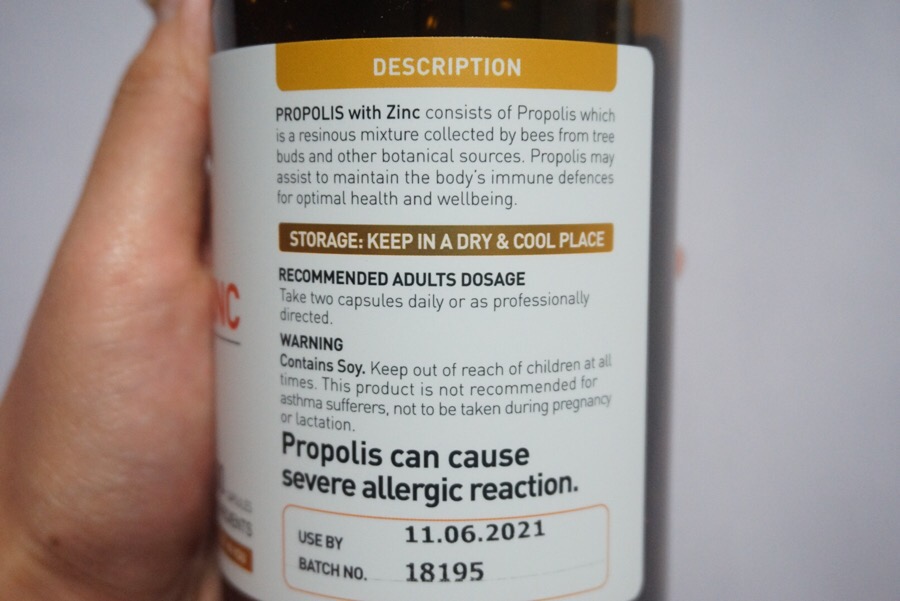 DESCRIPTION
PROPOLIS with Zinc consists of Propolis which
is a resinous mixture collected by bees from tree
buds and other botanical sources. Propolis may
assist to maintain the body's immune defences
for optimal health and wellbeing.
STORAGE: KEEP IN A DRY & COOL PLACE
RECOMMENDED ADULTS DOSAGE
Take two capsules daily or as professionally
directed.
WARNING
Contains Soy. Keep out of reach of children at all
times. This product is not recommended for
asthma sufferers, not to be taken during pregnancy
or lactation.
Propolis can cause
severe allergic reaction.
USE BY 11.06.2021
BATCH NO. 18195